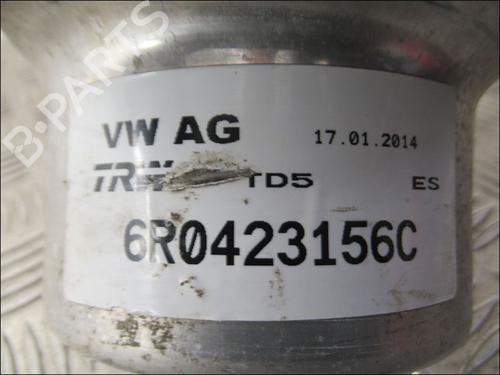 B-PARTS
VW AG 17.01.2014
TRW TD5 ES
6R0423156C